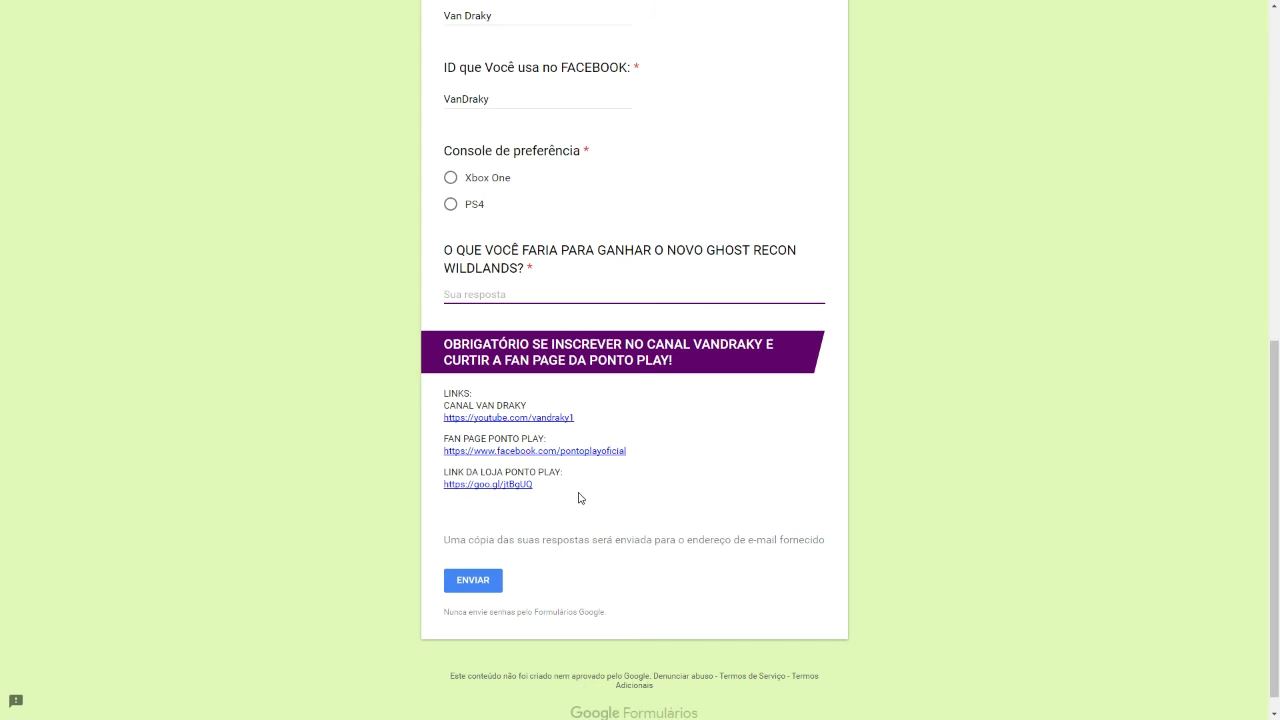 Van Draky
ID que Você usa no FACEBOOK: *
VanDraky
Console de preferência *
Xbox One
PS4
O QUE VOCÊ FARIA PARA GANHAR O NOVO GHOST RECON
WILDLANDS? *
Sua resposta
OBRIGATÓRIO SE INSCREVER NO CANAL VANDRAKY E
CURTIR A FAN PAGE DA PONTO PLAY!
LINKS:
CANAL VAN DRAKY
https://youtube.com/vandraky1
FAN PAGE PONTO PLAY:
https://www.facebook.com/pontoplayoficial
LINK DA LOJA PONTO PLAY:
https://goo.gl/jtBgUQ
Uma cópia das suas respostas será enviada para o endereço de e-mail fornecido
ENVIAR
Nunca envie senhas pelo Formulários Google.
Este conteúdo não foi criado nem aprovado pelo Google. Denunciar abuso - Termos de Serviço - Termos
Adicionais
Google Formulários